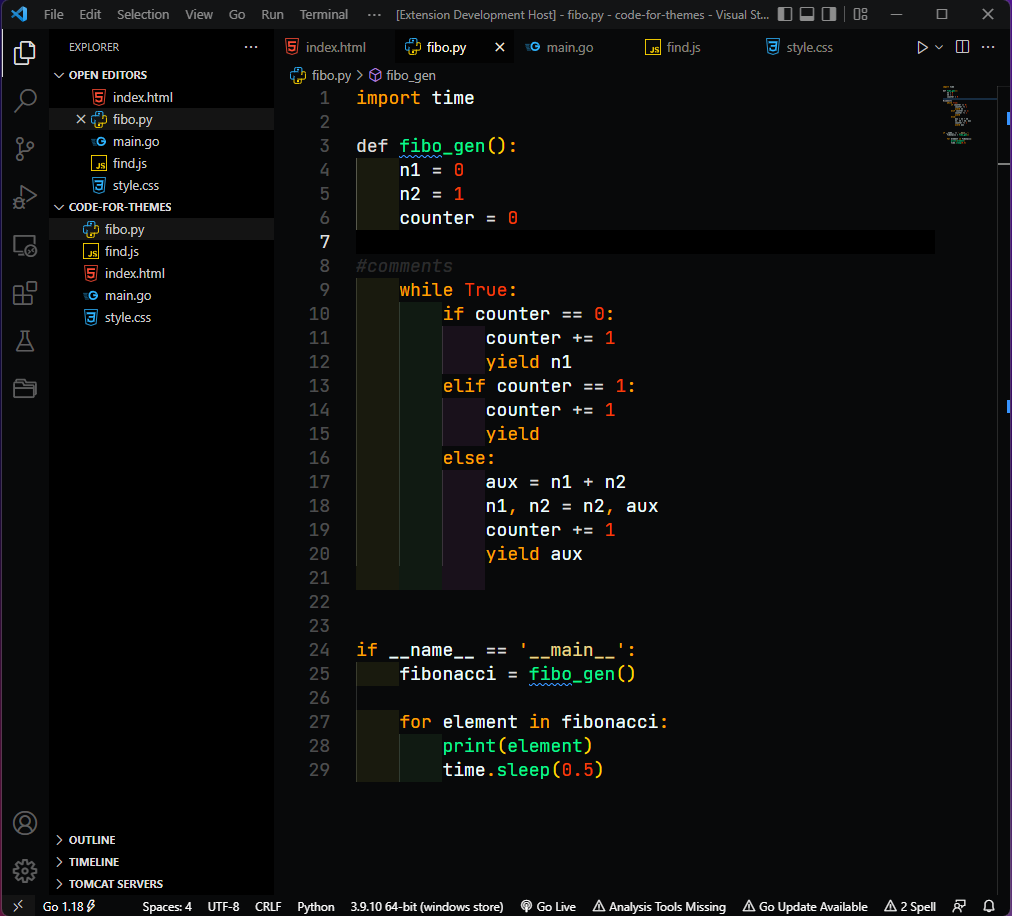 File Edit Selection View Go Run Terminal ··· [Extension Development Host] - fibo.py - code-for-themes - Visual St...
EXPLORER ···
OPEN EDITORS
index.html
fibo.py
main.go
find.js
style.css
CODE-FOR-THEMES
fibo.py
find.js
index.html
main.go
style.css
OUTLINE
TIMELINE
TOMCAT SERVERS
index.html fibo.py main.go find.js style.css ···
fibo.py > fibo_gen
1 import time
2
3 def fibo_gen():
4 n1 = 0
5 n2 = 1
6 counter = 0
7
8 #comments
9 while True:
10 if counter == 0:
11 counter += 1
12 yield n1
13 elif counter == 1:
14 counter += 1
15 yield
16 else:
17 aux = n1 + n2
18 n1, n2 = n2, aux
19 counter += 1
20 yield aux
21
22
23
24 if __name__ == '__main__':
25 fibonacci = fibo_gen()
26
27 for element in fibonacci:
28 print(element)
29 time.sleep(0.5)
Go 1.18 Spaces: 4 UTF-8 CRLF Python 3.9.10 64-bit (windows store) Go Live Analysis Tools Missing Go Update Available 2 Spell